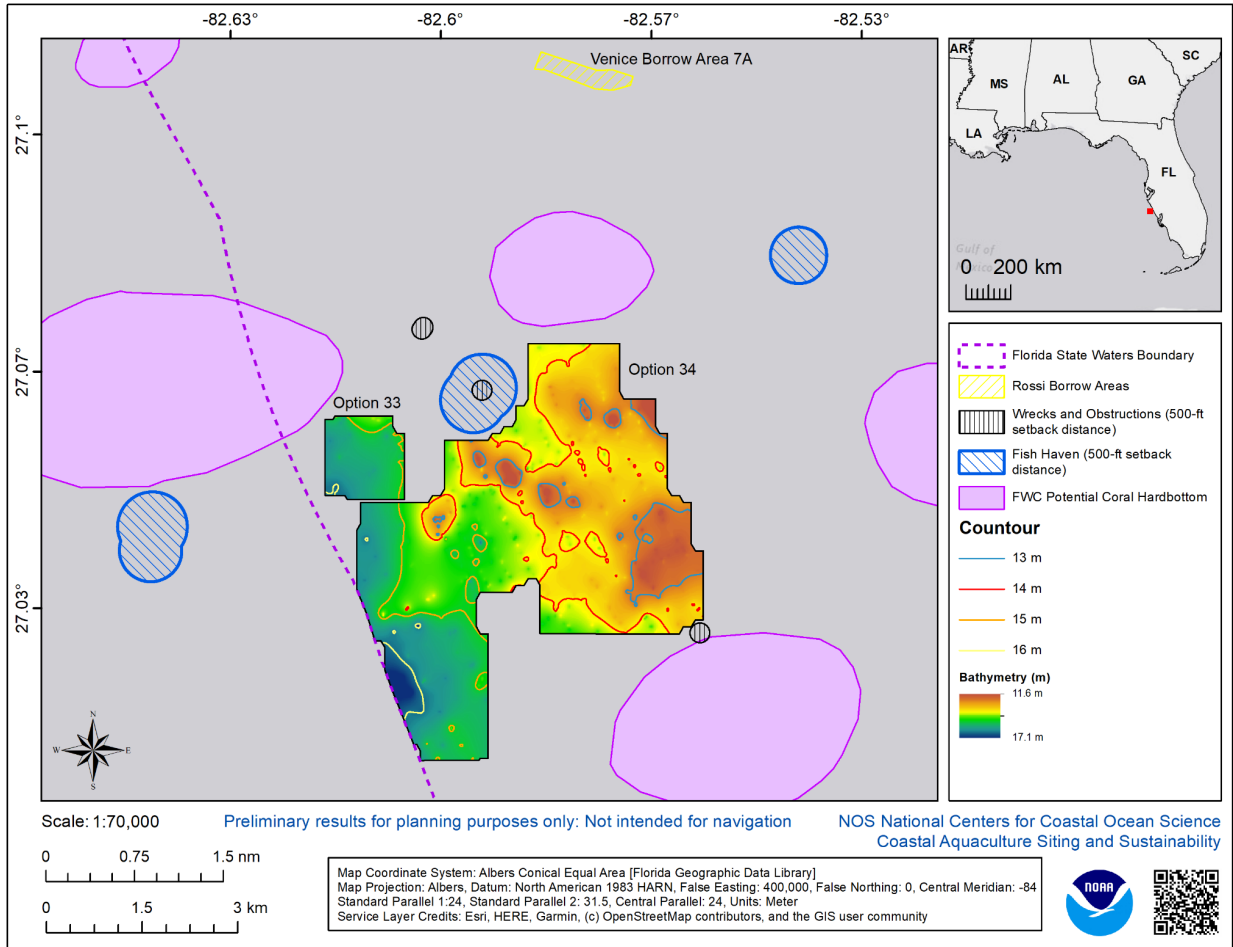 -82.63°
-82.6°
-82.57°
-82.53°
27.1°
27.07°
27.03°
Venice Borrow Area 7A
Option 34
Option 33
N
W
E
S
AR
SC
MS
AL
GA
LA
FL
Gulf of
Mexico
0 200 km
Florida State Waters Boundary
Rossi Borrow Areas
Wrecks and Obstructions (500-ft
setback distance)
Fish Haven (500-ft setback
distance)
FWC Potential Coral Hardbottom
Countour
13 m
14 m
15 m
16 m
Bathymetry (m)
11.6 m
17.1 m
Scale: 1:70,000
Preliminary results for planning purposes only: Not intended for navigation
NOS National Centers for Coastal Ocean Science
Coastal Aquaculture Siting and Sustainability
0 0.75 1.5 nm
0 1.5 3 km
Map Coordinate System: Albers Conical Equal Area [Florida Geographic Data Library]
Map Projection: Albers, Datum: North American 1983 HARN, False Easting: 400,000, False Northing: 0, Central Meridian: -84
Standard Parallel 1:24, Standard Parallel 2: 31.5, Central Parallel: 24, Units: Meter
Service Layer Credits: Esri, HERE, Garmin, (c) OpenStreetMap contributors, and the GIS user community
NOAA